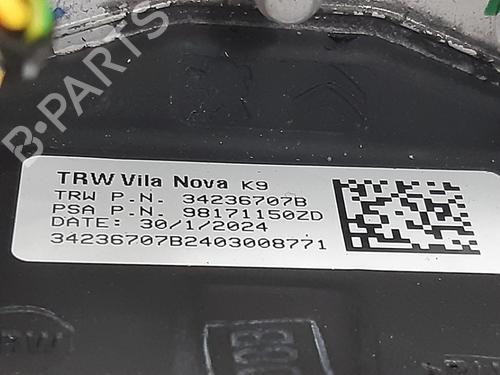 B-PARTS
TRW Vila Nova K9
TRW P.N. 34236707B
PSA P.N. 98171150ZD
DATE: 30/1/2024
34236707B2403008771